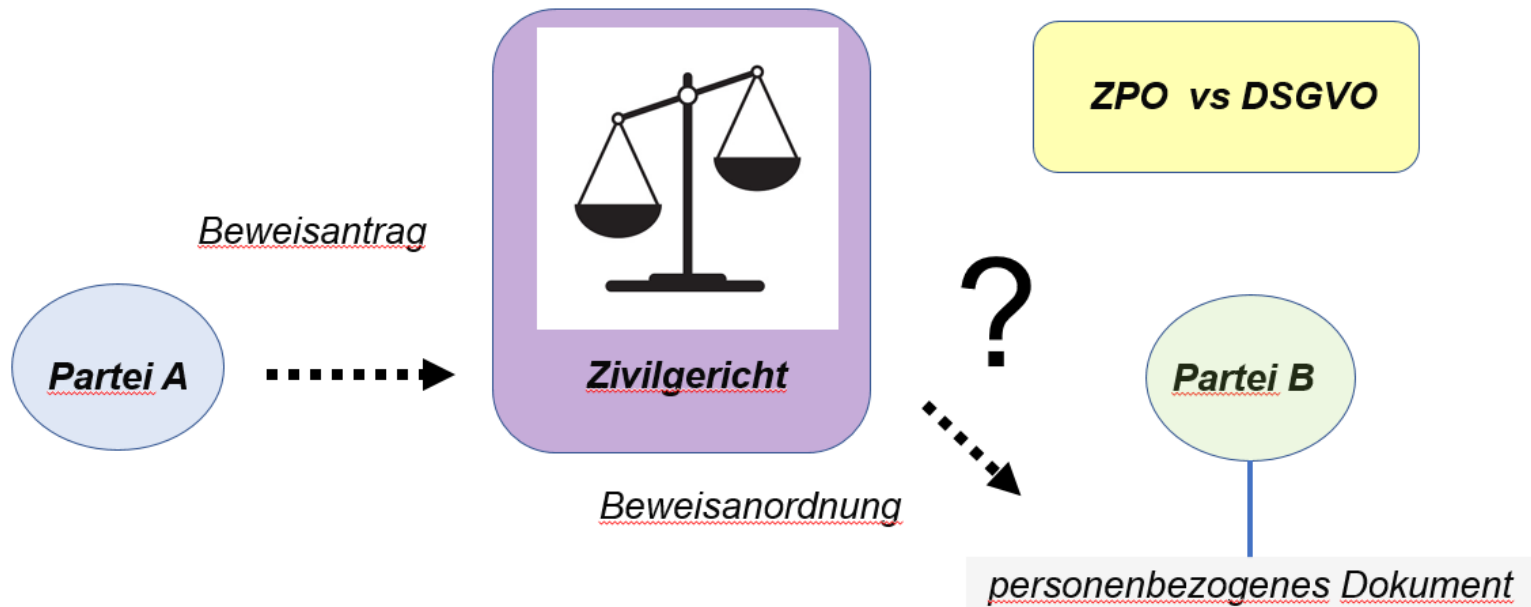 ZPO vs DSGVO
Beweisantrag
?
Partei A
Zivilgericht
Partei B
Beweisanordnung
personenbezogenes Dokument